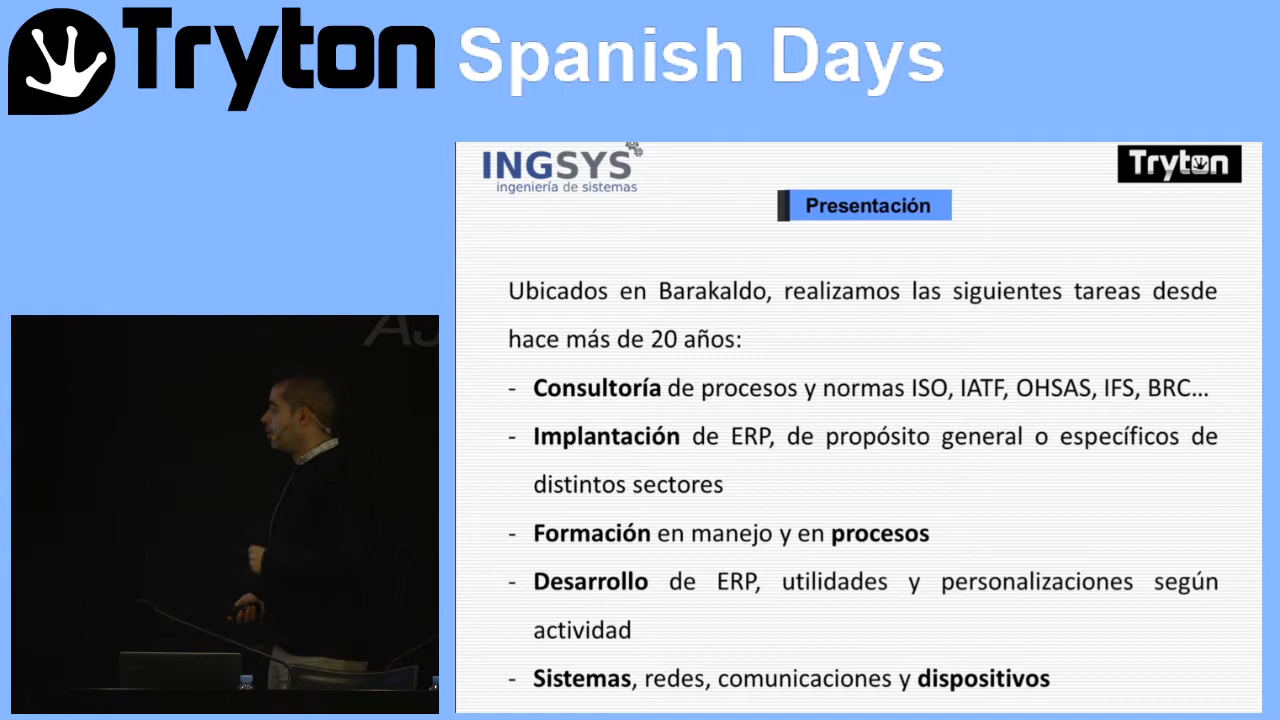 Tryton Spanish Days
INGSYS
ingeniería de sistemas
Tryton
Presentación
Ubicados en Barakaldo, realizamos las siguientes tareas desde
hace más de 20 años:
- Consultoría de procesos y normas ISO, IATF, OHSAS, IFS, BRC...
- Implantación de ERP, de propósito general o específicos de
distintos sectores
- Formación en manejo y en procesos
- Desarrollo de ERP, utilidades y personalizaciones según
actividad
- Sistemas, redes, comunicaciones y dispositivos